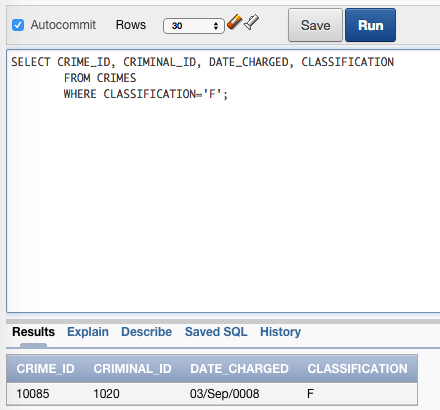 Autocommit Rows 30 Save Run
SELECT CRIME_ID, CRIMINAL_ID, DATE_CHARGED, CLASSIFICATION
FROM CRIMES
WHERE CLASSIFICATION='F';
Results Explain Describe Saved SQL History
CRIME_ID CRIMINAL_ID DATE_CHARGED CLASSIFICATION
10085 1020 03/Sep/0008 F